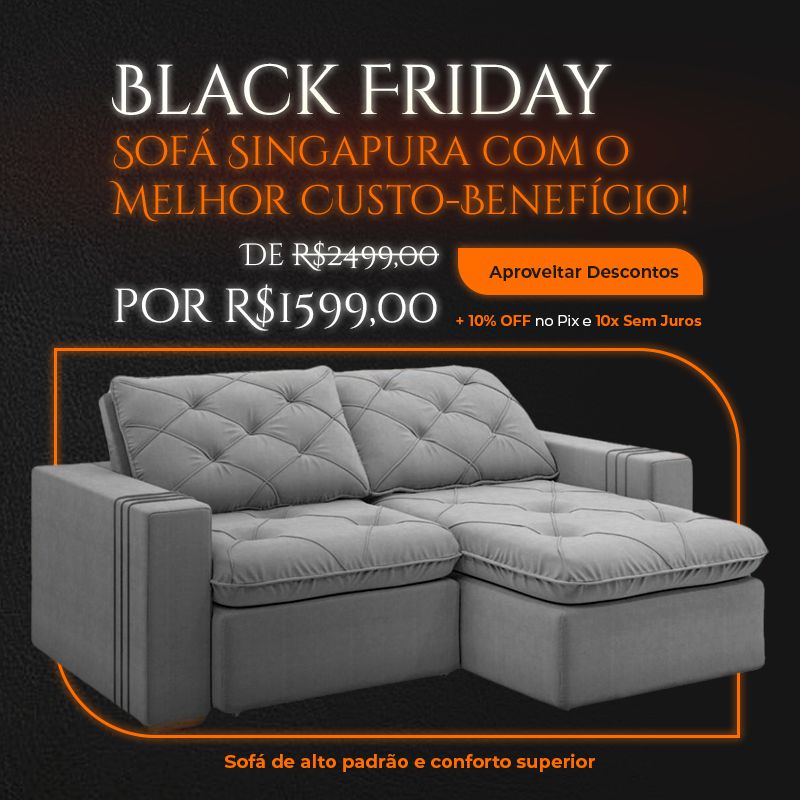 Black Friday
Sofá Singapura com o
Melhor Custo-Benefício!
De R$2499,00
por R$1599,00
Aproveitar Descontos
+ 10% OFF no Pix e 10x Sem Juros
Sofá de alto padrão e conforto superior